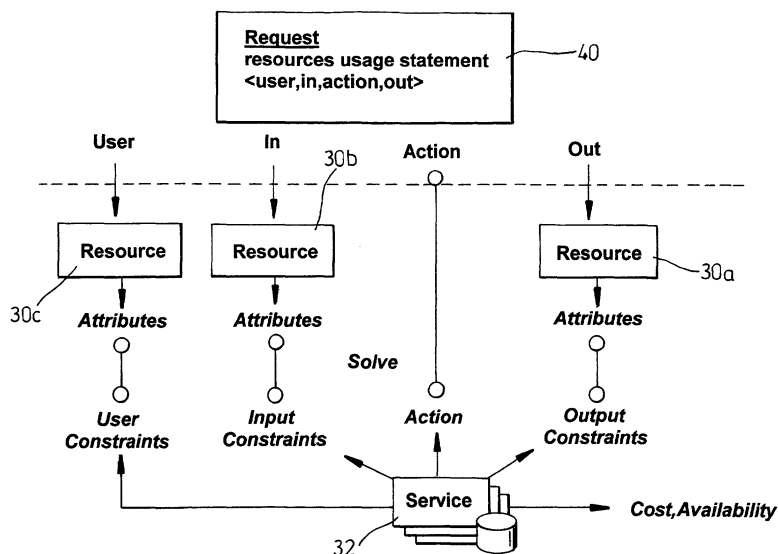 Request
resources usage statement
<user,in,action,out>
40
User
In
30b
Action
Out
Resource
Resource
Resource
30c
30a
Attributes
Attributes
Attributes
Solve
User
Constraints
Input
Constraints
Action
Output
Constraints
Service
Cost,Availability
32